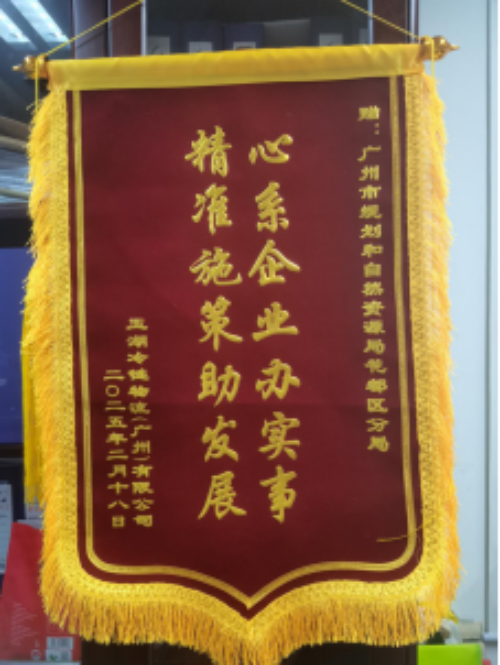 赠：广州市规划和自然资源局花都区分局
心系企业办实事
精准施策助发展
玉湖冷链物流（广州）有限公司
二〇二五年二月十八日